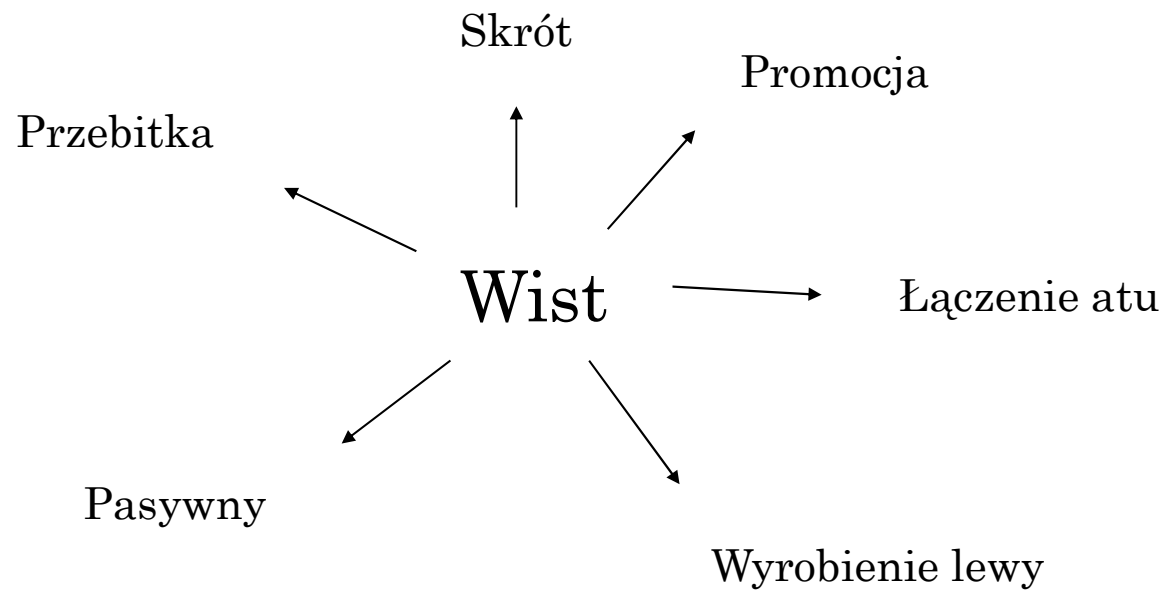 Skrót
Promocja
Przebitka
Wist
Łączenie atu
Pasywny
Wyrobienie lewy